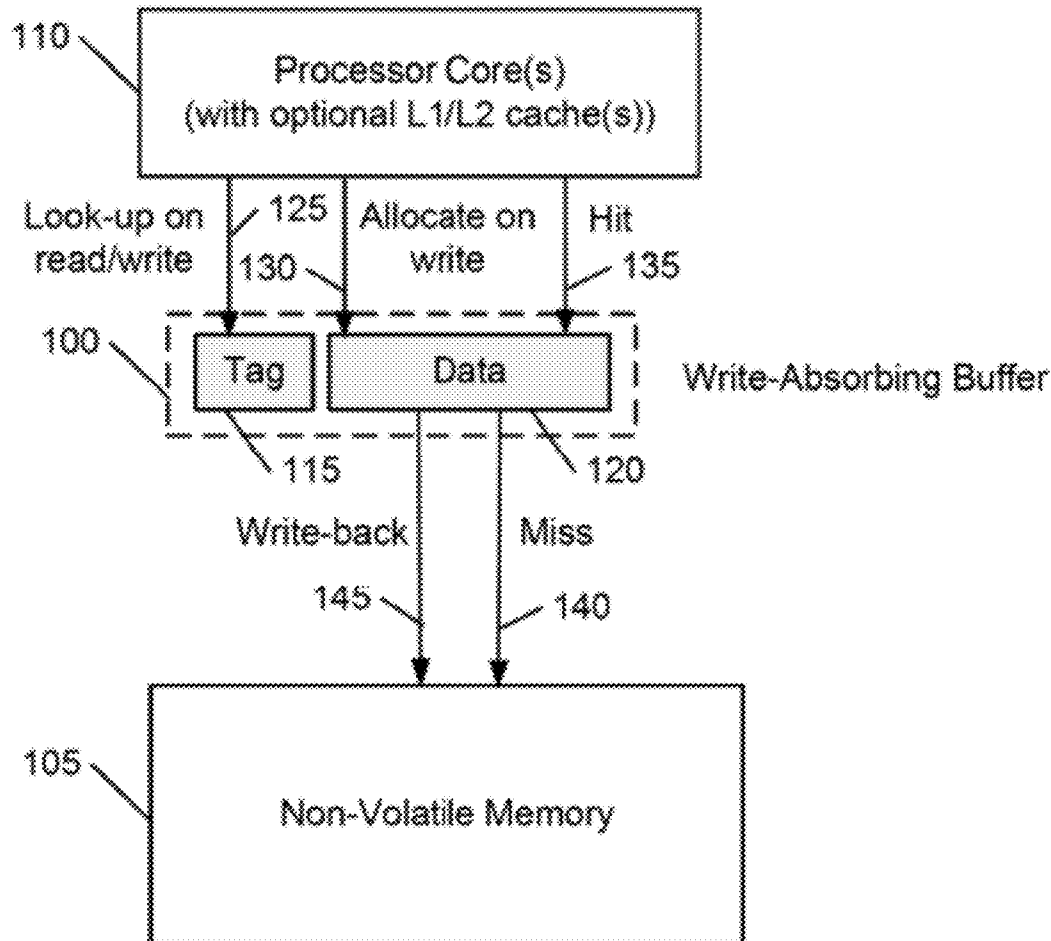 110
Processor Core(s)
(with optional L1/L2 cache(s))
Look-up on
read/write
125
Allocate on
write
130
Hit
135
100
Tag
Data
Write-Absorbing Buffer
115
120
Write-back
Miss
145
140
105
Non-Volatile Memory